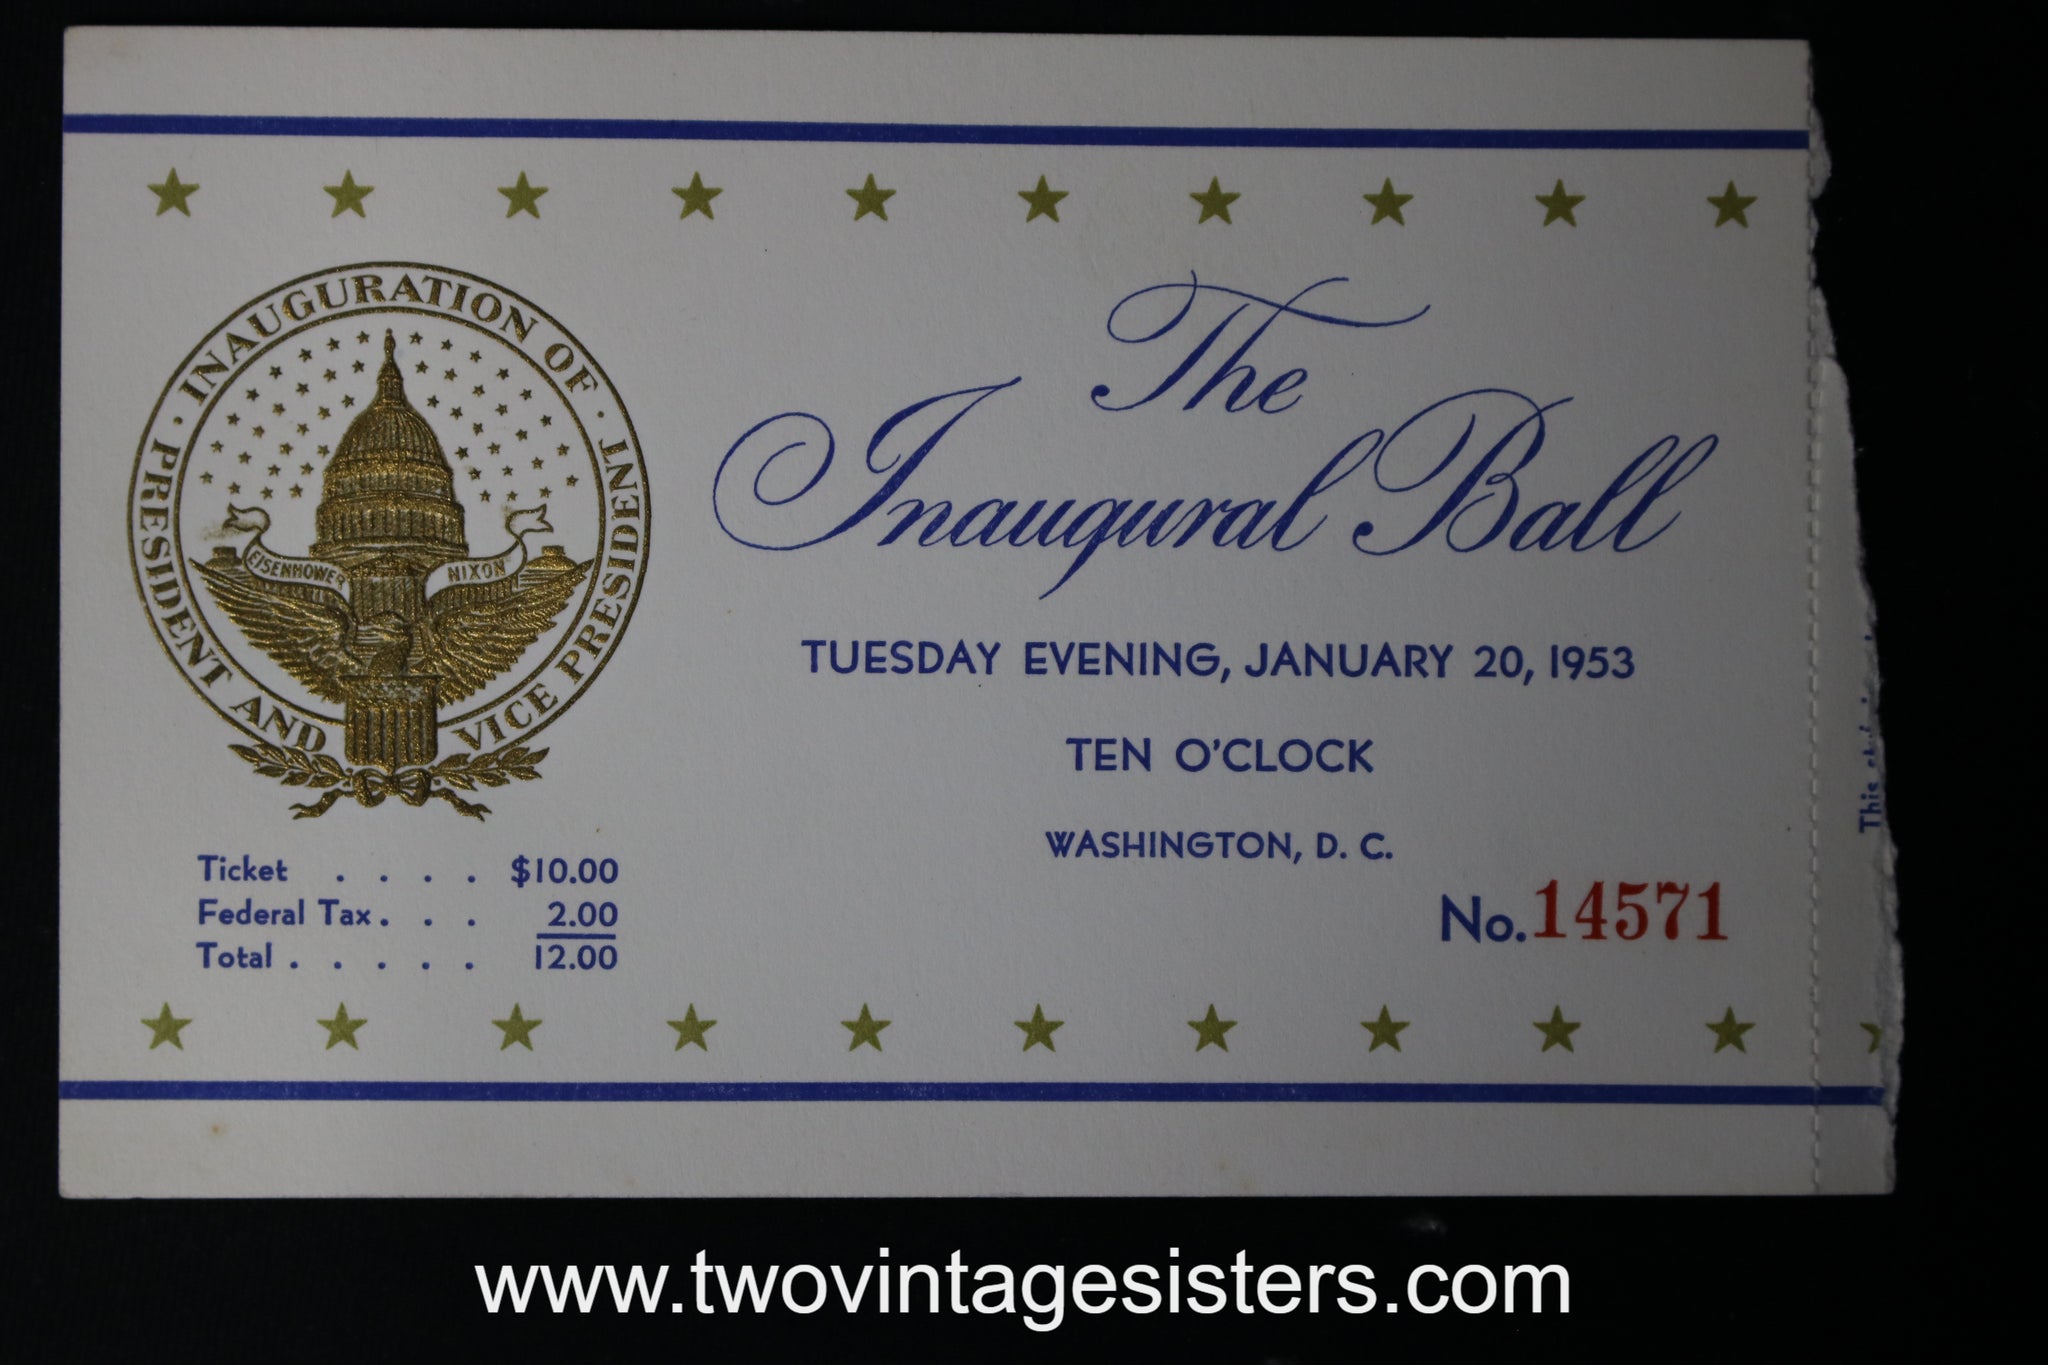 INAUGURATION OF · PRESIDENT AND VICE PRESIDENT ·
EISENHOWER NIXON
The
Inaugural Ball
TUESDAY EVENING, JANUARY 20, 1953
TEN O'CLOCK
WASHINGTON, D. C.
No. 14571
Ticket . . . . $10.00
Federal Tax . . . 2.00
Total . . . . . 12.00
This
www.twovintagesisters.com